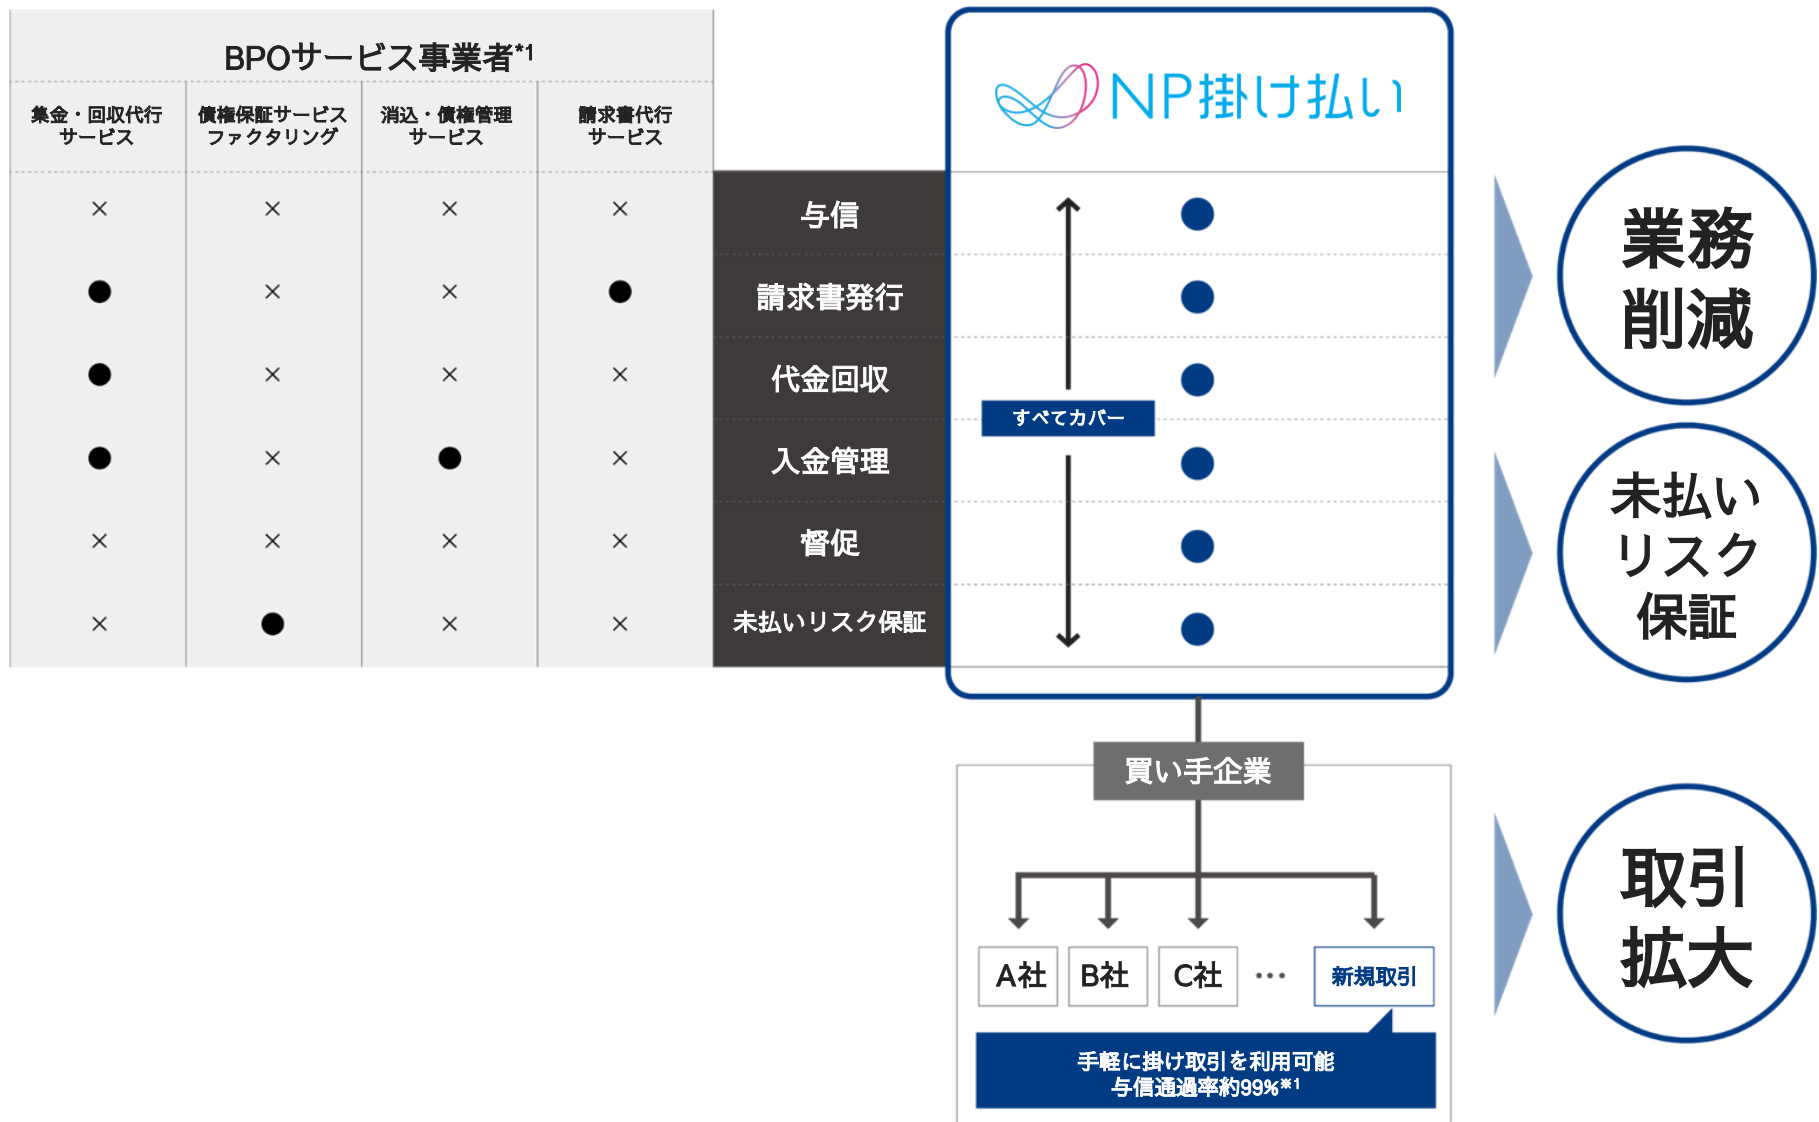 BPOサービス事業者*1
集金・回収代行
サービス
債権保証サービス
ファクタリング
消込・債権管理
サービス
請求書代行
サービス
NP掛け払い
× × × × 与信 ●
● × × ● 請求書発行 ●
● × × × 代金回収 ●
すべてカバー
● × ● × 入金管理 ●
× × × × 督促 ●
× ● × × 未払いリスク保証 ●
業務
削減
未払い
リスク
保証
買い手企業
A社 B社 C社 … 新規取引
手軽に掛け取引を利用可能
与信通過率約99%※1
取引
拡大